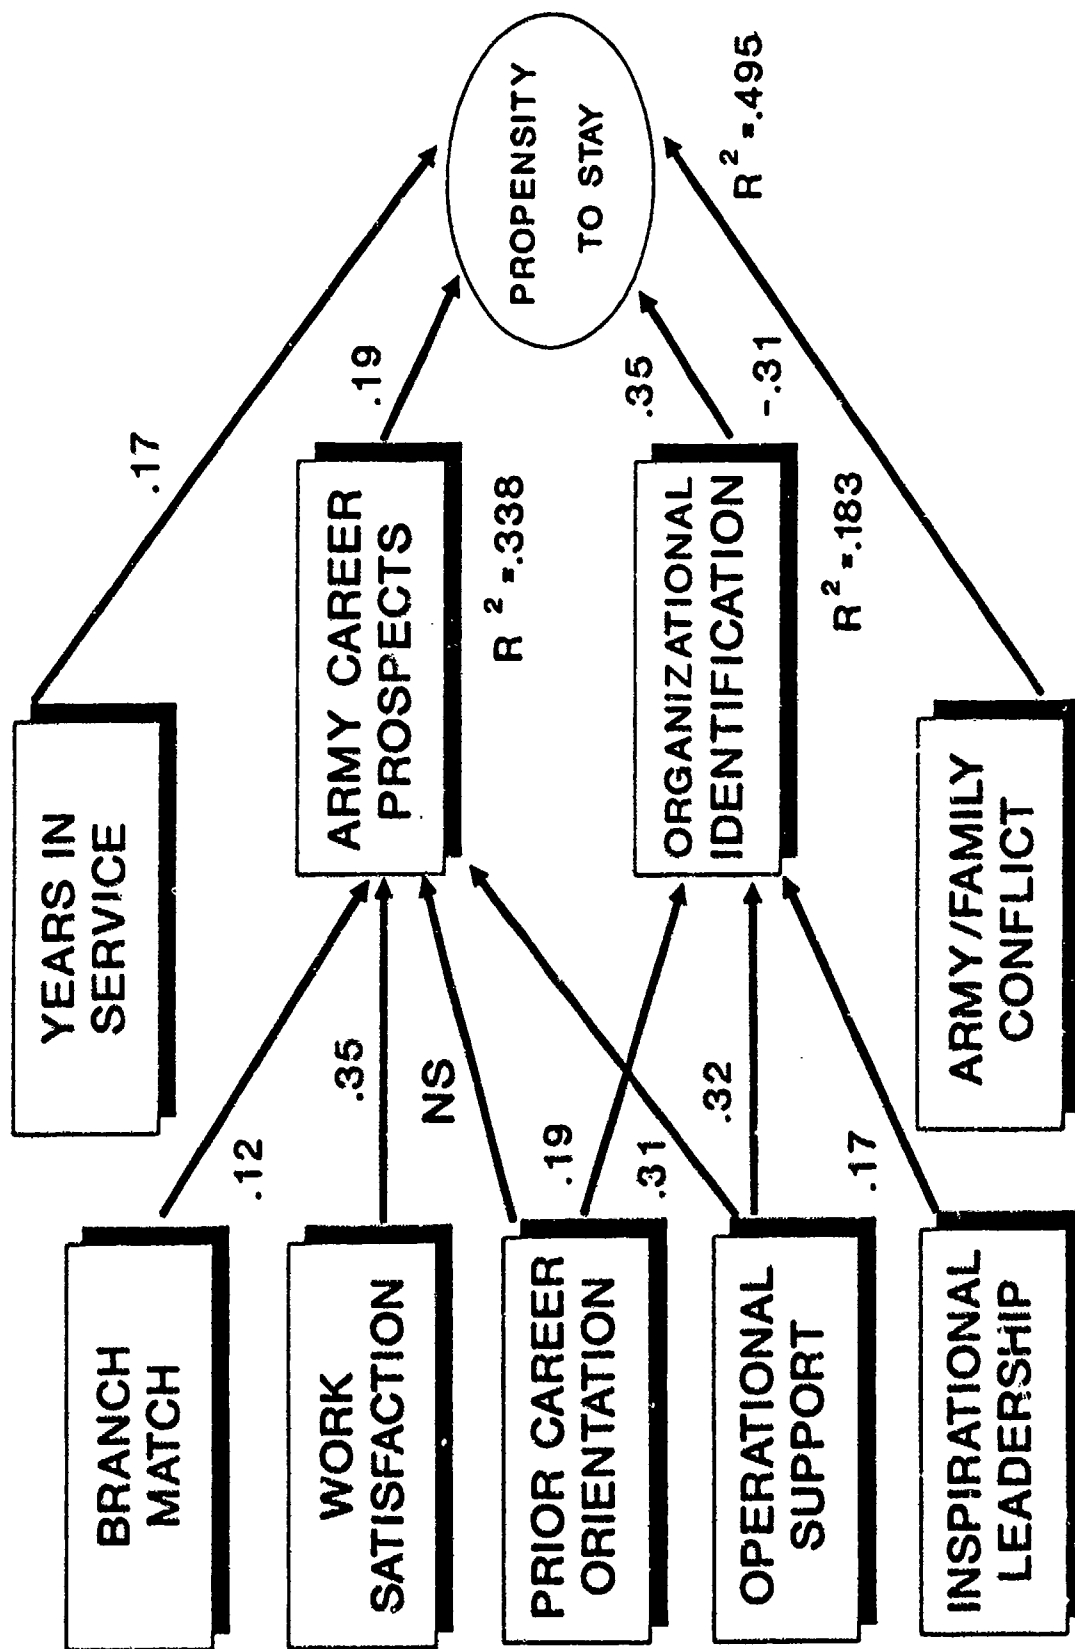 YEARS IN
SERVICE
.17
BRANCH
MATCH
.12
WORK
SATISFACTION
.35
NS
PRIOR CAREER
ORIENTATION
.19
.31
OPERATIONAL
SUPPORT
.32
.17
INSPIRATIONAL
LEADERSHIP
ARMY CAREER
PROSPECTS
R² =.338
.19
ORGANIZATIONAL
IDENTIFICATION
R² =.183
.35
-.31
ARMY/FAMILY
CONFLICT
PROPENSITY
TO STAY
R² =.495